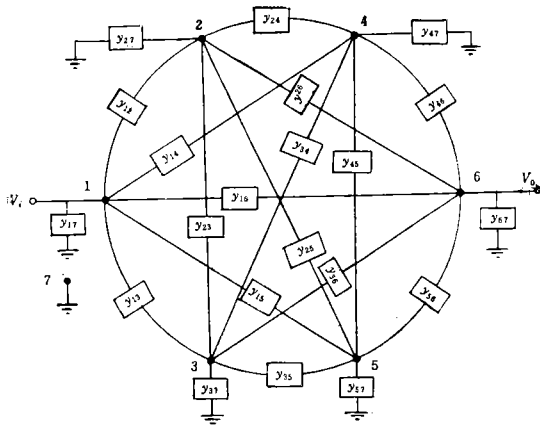 y₂₄
2
4
y₂₇
y₄₇
y₂₆
y₁₂
y₄₆
y₃₄
y₁₄
y₄₅
1
y₁₆
6
Vᵢ
V₀
y₁₇
y₂₃
y₆₇
y₂₅
7
y₃₆
y₁₃
y₁₅
y₅₆
3
5
y₃₅
y₃₇
y₅₇